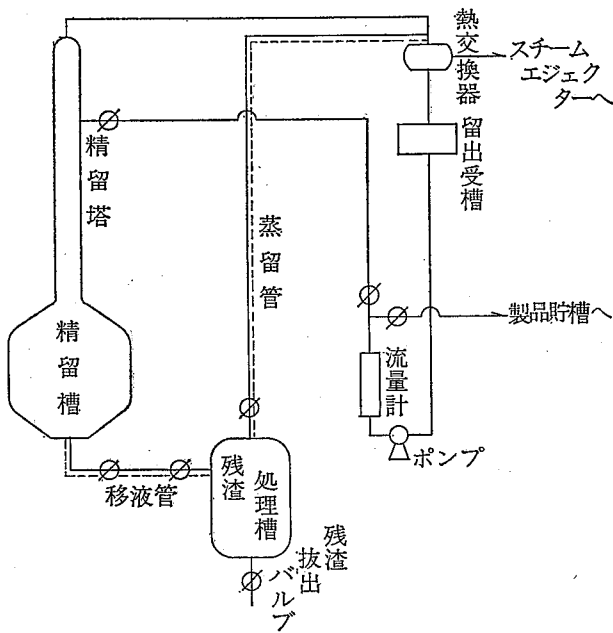 熱交換器
スチーム
エジェク
ターへ
留出受槽
精留塔
蒸留管
製品貯槽へ
精留槽
流量計
ポンプ
移液管
残渣
処理槽
残渣
抜出
バルブ